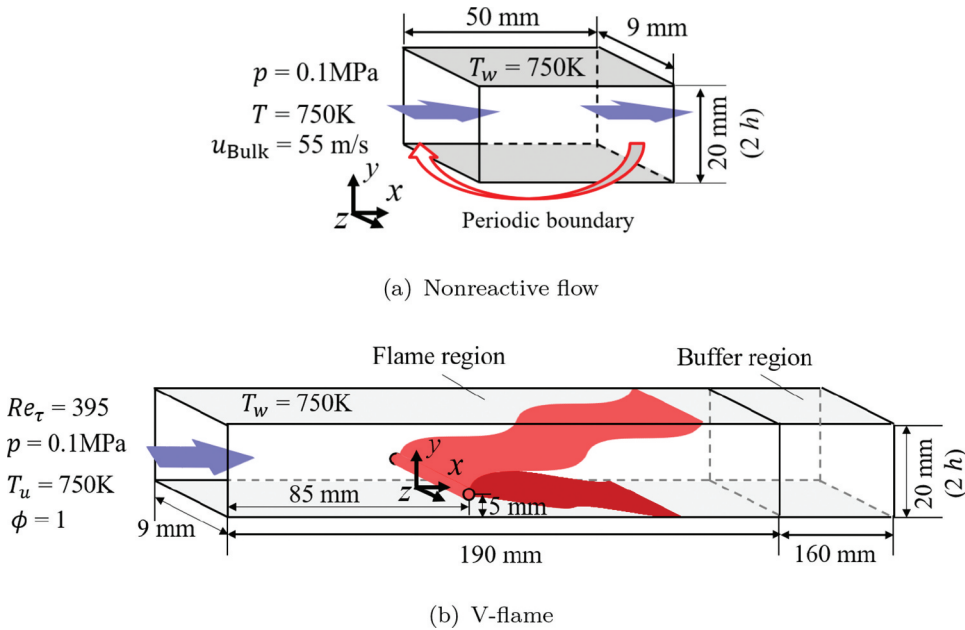 50 mm
9 mm
p = 0.1MPa
T_w = 750K
T = 750K
u_Bulk = 55 m/s
20 mm
(2 h)
y
x
z
Periodic boundary
(a) Nonreactive flow
Flame region
Buffer region
Re_τ = 395
T_w = 750K
p = 0.1MPa
y
x
z
T_u = 750K
85 mm
5 mm
20 mm
(2 h)
ϕ = 1
9 mm
190 mm
160 mm
(b) V-flame